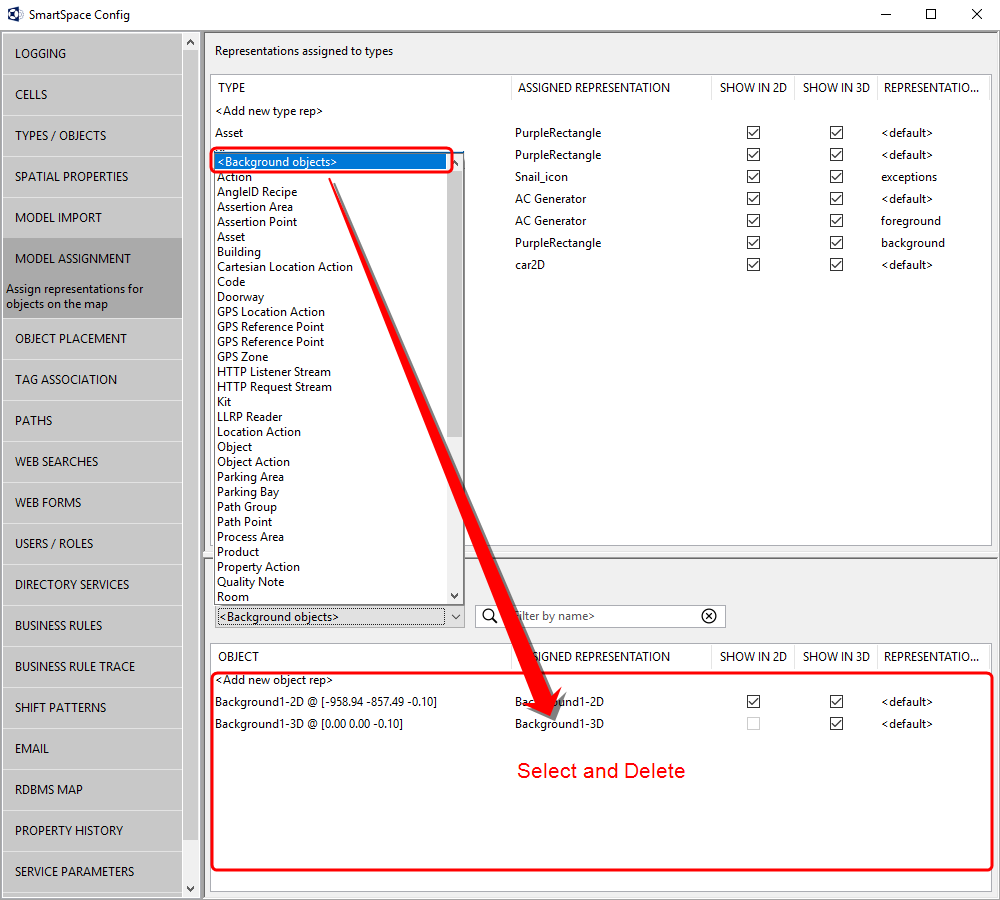 SmartSpace Config
LOGGING
CELLS
TYPES / OBJECTS
SPATIAL PROPERTIES
MODEL IMPORT
MODEL ASSIGNMENT
Assign representations for
objects on the map
OBJECT PLACEMENT
TAG ASSOCIATION
PATHS
WEB SEARCHES
WEB FORMS
USERS / ROLES
DIRECTORY SERVICES
BUSINESS RULES
BUSINESS RULE TRACE
SHIFT PATTERNS
EMAIL
RDBMS MAP
PROPERTY HISTORY
SERVICE PARAMETERS
Representations assigned to types
TYPE ASSIGNED REPRESENTATION SHOW IN 2D SHOW IN 3D REPRESENTATIO...
<Add new type rep>
Asset PurpleRectangle <default>
PurpleRectangle <default>
Snail_icon exceptions
AC Generator <default>
AC Generator foreground
PurpleRectangle background
car2D <default>
<Background objects>
Action
AngleID Recipe
Assertion Area
Assertion Point
Asset
Building
Cartesian Location Action
Code
Doorway
GPS Location Action
GPS Reference Point
GPS Reference Point
GPS Zone
HTTP Listener Stream
HTTP Request Stream
Kit
LLRP Reader
Location Action
Object
Object Action
Parking Area
Parking Bay
Path Group
Path Point
Process Area
Product
Property Action
Quality Note
Room
<Background objects> ilter by name>
OBJECT SIGNED REPRESENTATION SHOW IN 2D SHOW IN 3D REPRESENTATIO...
<Add new object rep>
Background1-2D @ [-958.94 -857.49 -0.10] Background1-2D <default>
Background1-3D @ [0.00 0.00 -0.10] Background1-3D <default>
Select and Delete